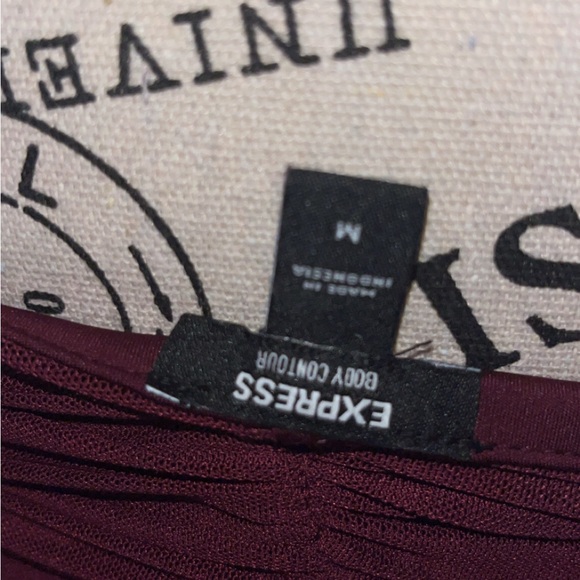 EXPRESS
BODY CONTOUR
M
MADE IN
INDONESIA